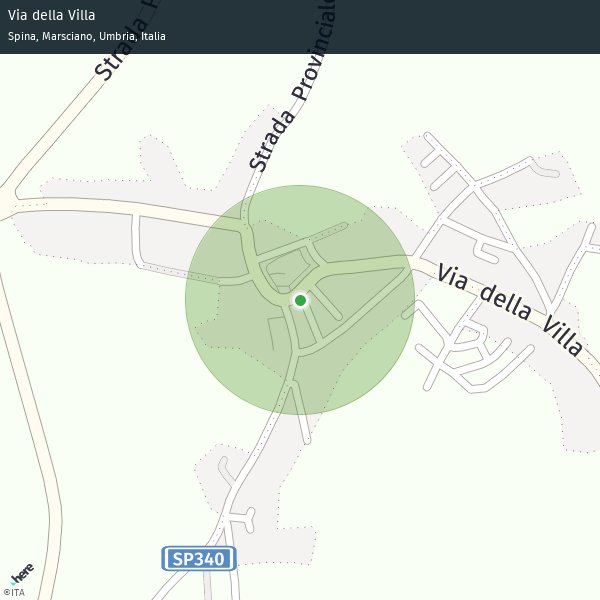 Via della Villa
Spina, Marsciano, Umbria, Italia
Strada
Strada Provinciale
Via della Villa
SP340
here
©ITA